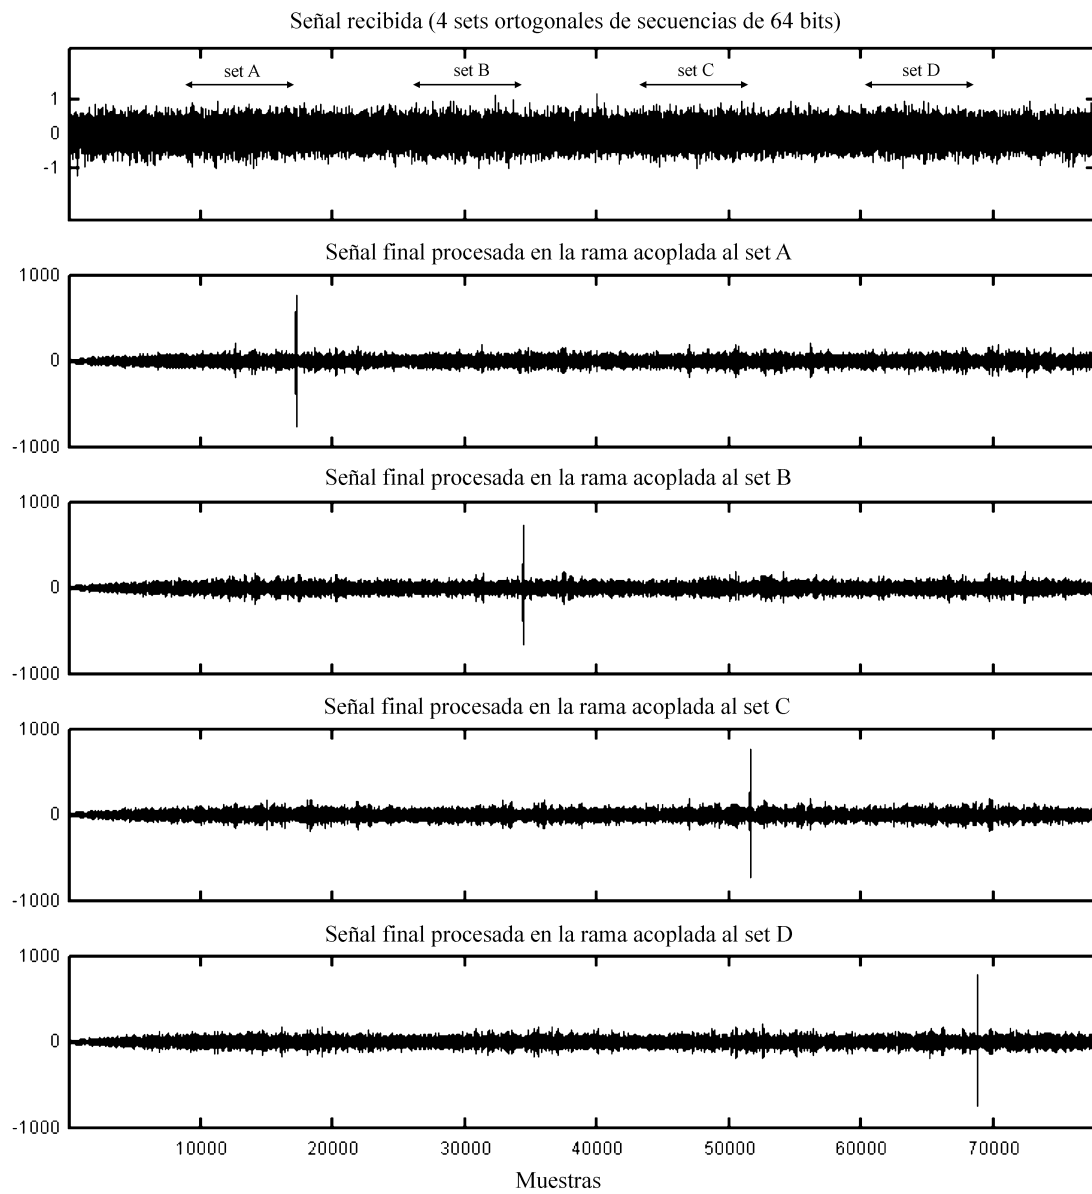 Señal recibida (4 sets ortogonales de secuencias de 64 bits)
set A set B set C set D
1
0
-1
Señal final procesada en la rama acoplada al set A
1000
0
-1000
Señal final procesada en la rama acoplada al set B
1000
0
-1000
Señal final procesada en la rama acoplada al set C
1000
0
-1000
Señal final procesada en la rama acoplada al set D
1000
0
-1000
10000 20000 30000 40000 50000 60000 70000
Muestras